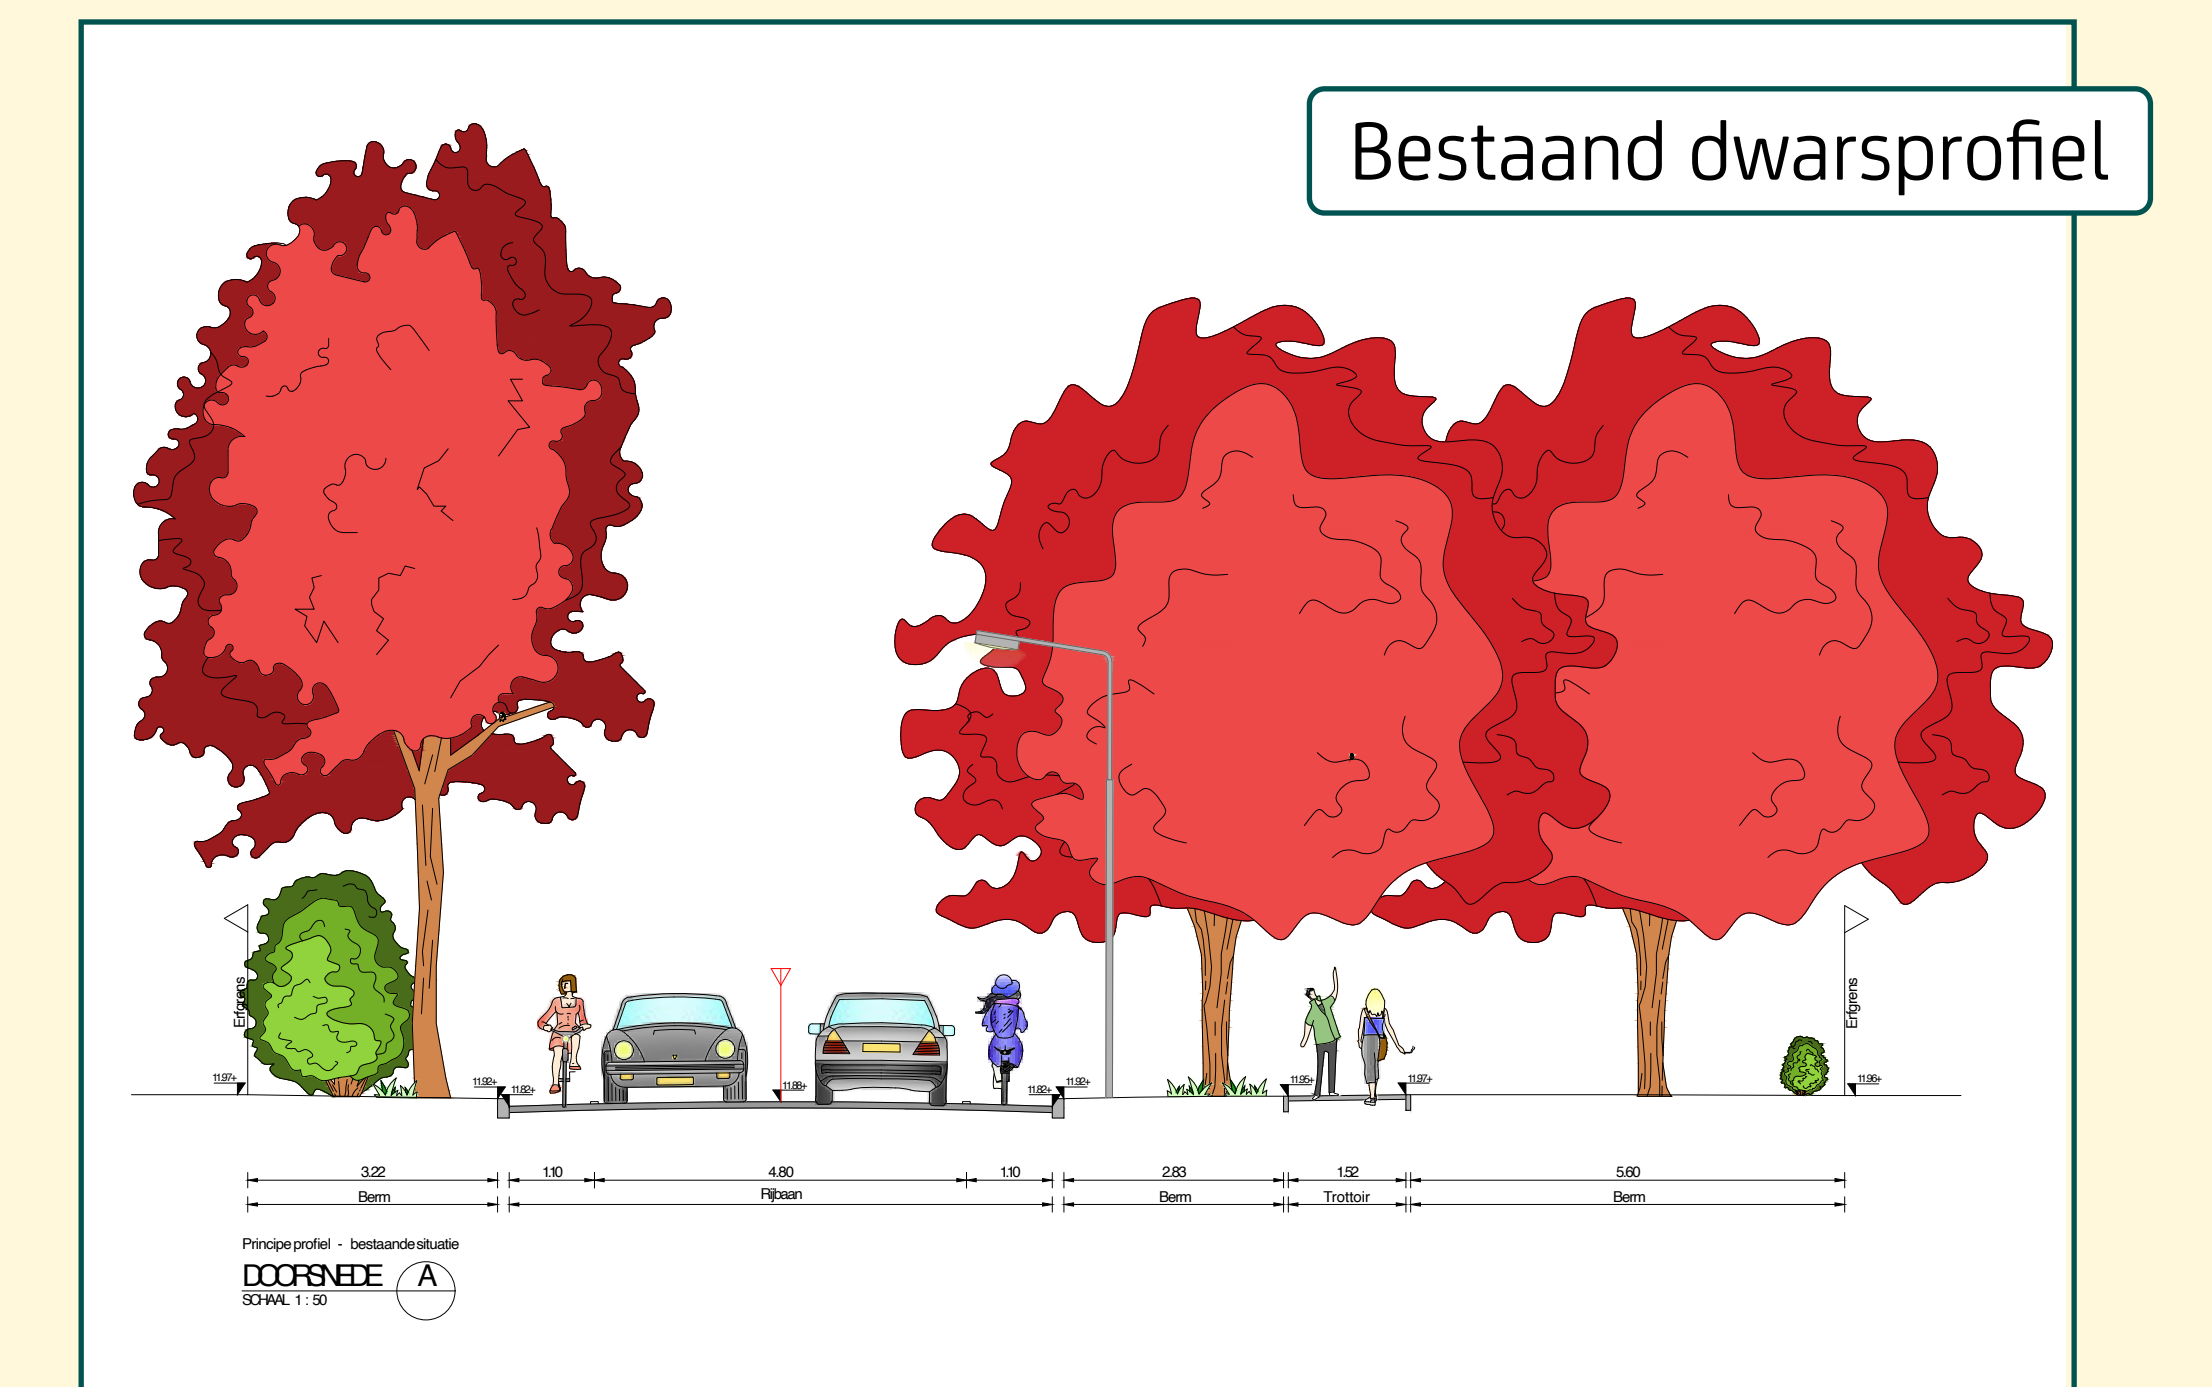 Bestaand dwarsprofiel
Erfgrens
Erfgrens
11.97+
11.92+
11.82+
11.88+
11.82+
11.92+
11.95+
11.97+
11.96+
3.22
1.10
4.80
1.10
2.83
1.52
5.60
Berm
Rijbaan
Berm
Trottoir
Berm
Principe profiel - bestaande situatie
DOORSNEDE A
SCHAAL 1 : 50